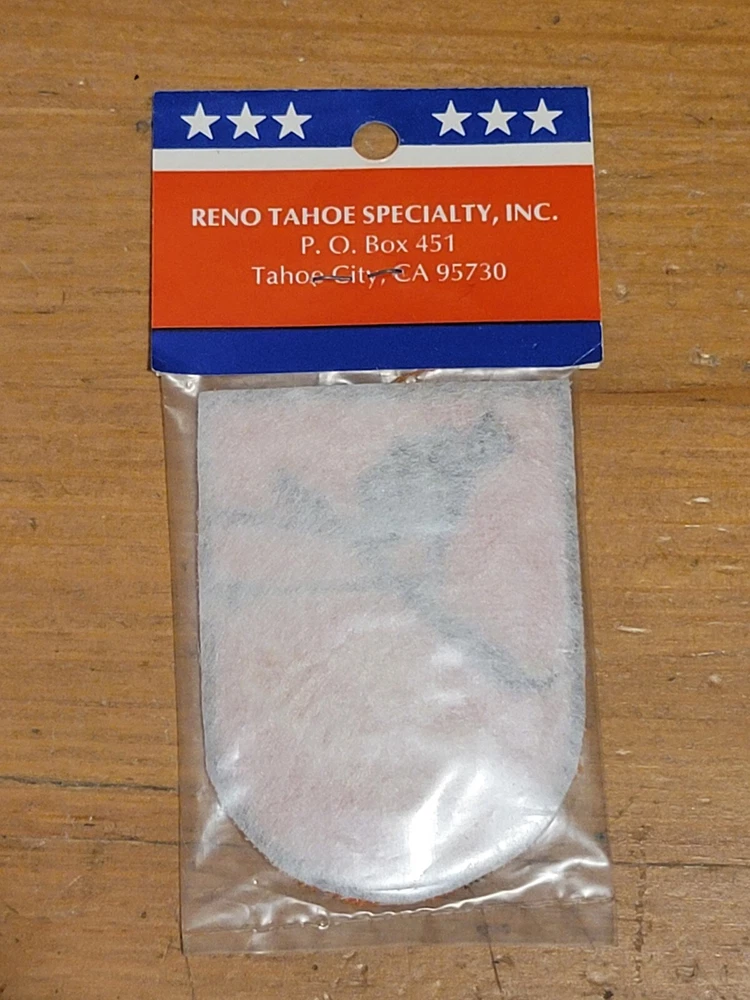 RENO TAHOE SPECIALTY, INC.
P. O. Box 451
Tahoe City, CA 95730